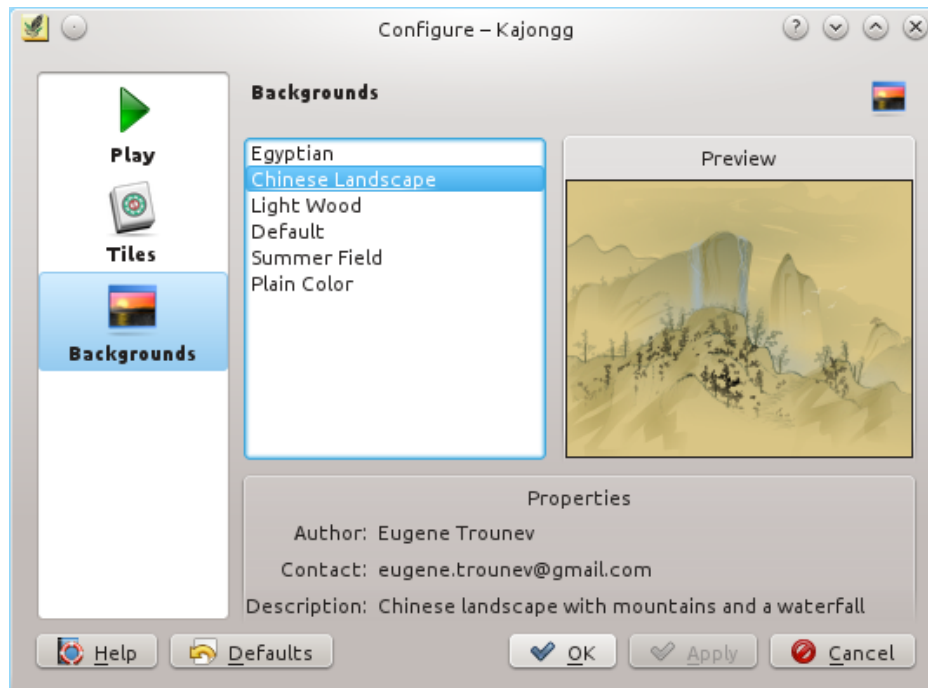 Configure – Kajongg
Play
Tiles
Backgrounds
Backgrounds
Egyptian
Chinese Landscape
Light Wood
Default
Summer Field
Plain Color
Preview
Properties
Author: Eugene Trounev
Contact: eugene.trounev@gmail.com
Description: Chinese landscape with mountains and a waterfall
Help Defaults OK Apply Cancel